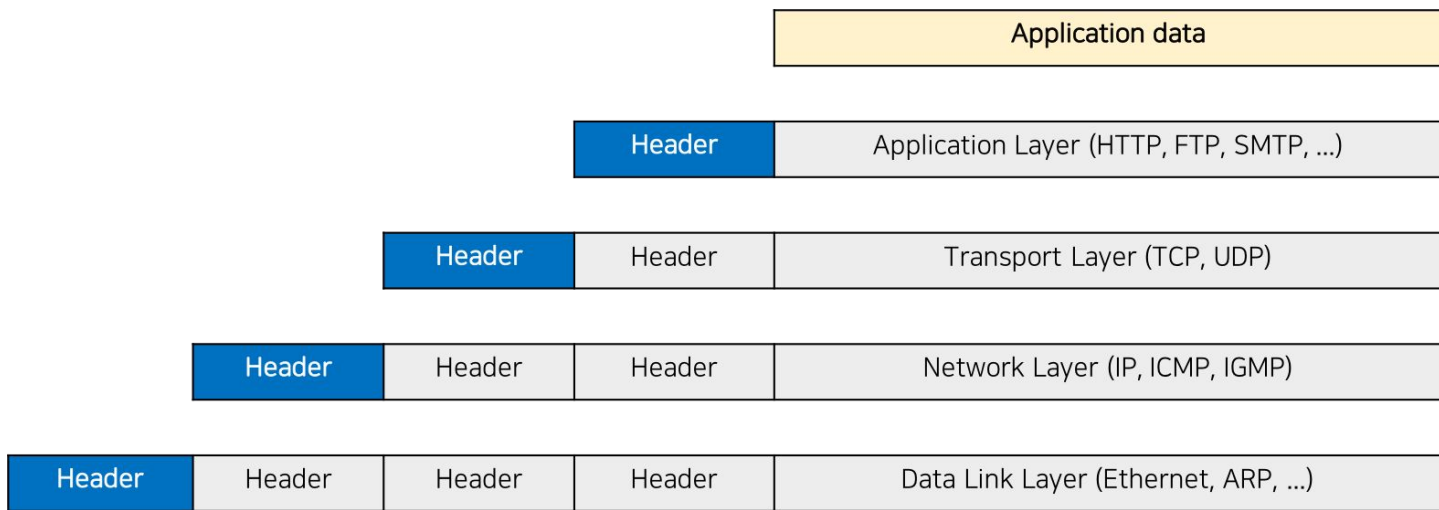 Application data
Header Application Layer (HTTP, FTP, SMTP, ...)
Header Header Transport Layer (TCP, UDP)
Header Header Header Network Layer (IP, ICMP, IGMP)
Header Header Header Header Data Link Layer (Ethernet, ARP, ...)